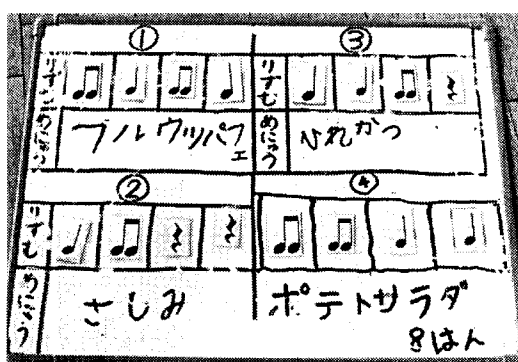 ①
りずむ
めにゅう
フルウツパフェ
②
りずむ
めにゅう
さしみ
③
りずむ
めにゅう
ひれかつ
④
ポテトサラダ
8はん